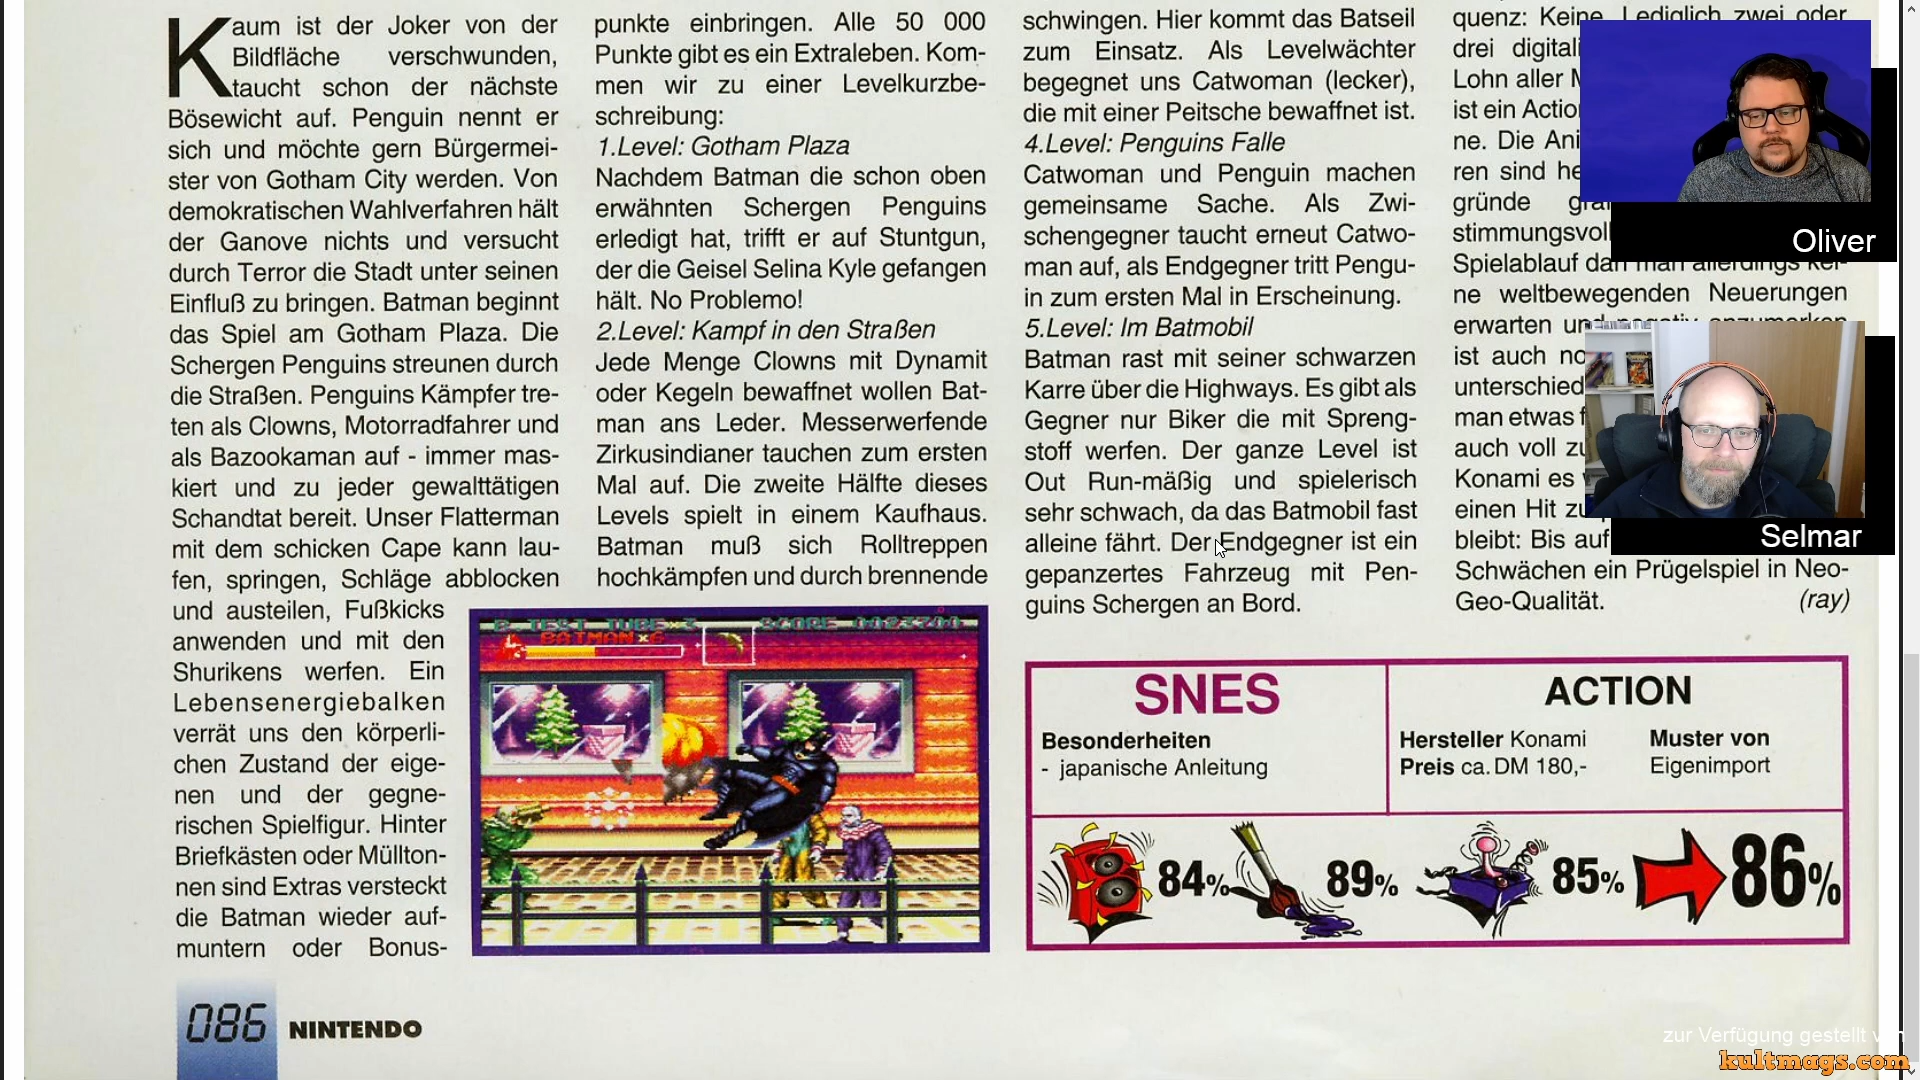 Kaum ist der Joker von der
Bildfläche verschwunden,
taucht schon der nächste
Bösewicht auf. Penguin nennt er
sich und möchte gern Bürgermei-
ster von Gotham City werden. Von
demokratischen Wahlverfahren hält
der Ganove nichts und versucht
durch Terror die Stadt unter seinen
Einfluß zu bringen. Batman beginnt
das Spiel am Gotham Plaza. Die
Schergen Penguins streunen durch
die Straßen. Penguins Kämpfer tre-
ten als Clowns, Motorradfahrer und
als Bazookaman auf - immer mas-
kiert und zu jeder gewalttätigen
Schandtat bereit. Unser Flatterman
mit dem schicken Cape kann lau-
fen, springen, Schläge abblocken
und austeilen, Fußkicks
anwenden und mit den
Shurikens werfen. Ein
Lebensenergiebalken
verrät uns den körperli-
chen Zustand der eige-
nen und der gegne-
rischen Spielfigur. Hinter
Briefkästen oder Müllton-
nen sind Extras versteckt
die Batman wieder auf-
muntern oder Bonus-
punkte einbringen. Alle 50 000
Punkte gibt es ein Extraleben. Kom-
men wir zu einer Levelkurzbe-
schreibung:
1.Level: Gotham Plaza
Nachdem Batman die schon oben
erwähnten Schergen Penguins
erledigt hat, trifft er auf Stuntgun,
der die Geisel Selina Kyle gefangen
hält. No Problemo!
2.Level: Kampf in den Straßen
Jede Menge Clowns mit Dynamit
oder Kegeln bewaffnet wollen Bat-
man ans Leder. Messerwerfende
Zirkusindianer tauchen zum ersten
Mal auf. Die zweite Hälfte dieses
Levels spielt in einem Kaufhaus.
Batman muß sich Rolltreppen
hochkämpfen und durch brennende
B.TEST TUBE×3 SCORE 0023700
BATMAN×6
schwingen. Hier kommt das Batseil
zum Einsatz. Als Levelwächter
begegnet uns Catwoman (lecker),
die mit einer Peitsche bewaffnet ist.
4.Level: Penguins Falle
Catwoman und Penguin machen
gemeinsame Sache. Als Zwi-
schengegner taucht erneut Catwo-
man auf, als Endgegner tritt Pengu-
in zum ersten Mal in Erscheinung.
5.Level: Im Batmobil
Batman rast mit seiner schwarzen
Karre über die Highways. Es gibt als
Gegner nur Biker die mit Spreng-
stoff werfen. Der ganze Level ist
Out Run-mäßig und spielerisch
sehr schwach, da das Batmobil fast
alleine fährt. Der Endgegner ist ein
gepanzertes Fahrzeug mit Pen-
guins Schergen an Bord.
quenz: Keine. Lediglich zwei oder
drei
Lohn aller
ist ein
ne. Die
ren sind
gründe
Spielablauf darf man allerdings kei-
ne weltbewegenden Neuerungen
erwarten und negativ anzumerken
ist auch
man etwas
auch voll
Konami es
einen Hit
bleibt: Bis auf
Schwächen ein Prügelspiel in Neo-
Geo-Qualität. (ray)
Oliver
Selmar
SNES
Besonderheiten
- japanische Anleitung
ACTION
Hersteller Konami
Preis ca. DM 180,-
Muster von
Eigenimport
84% 89% 85% 86%
086 NINTENDO
zur Verfügung gestellt von
kultmags.com